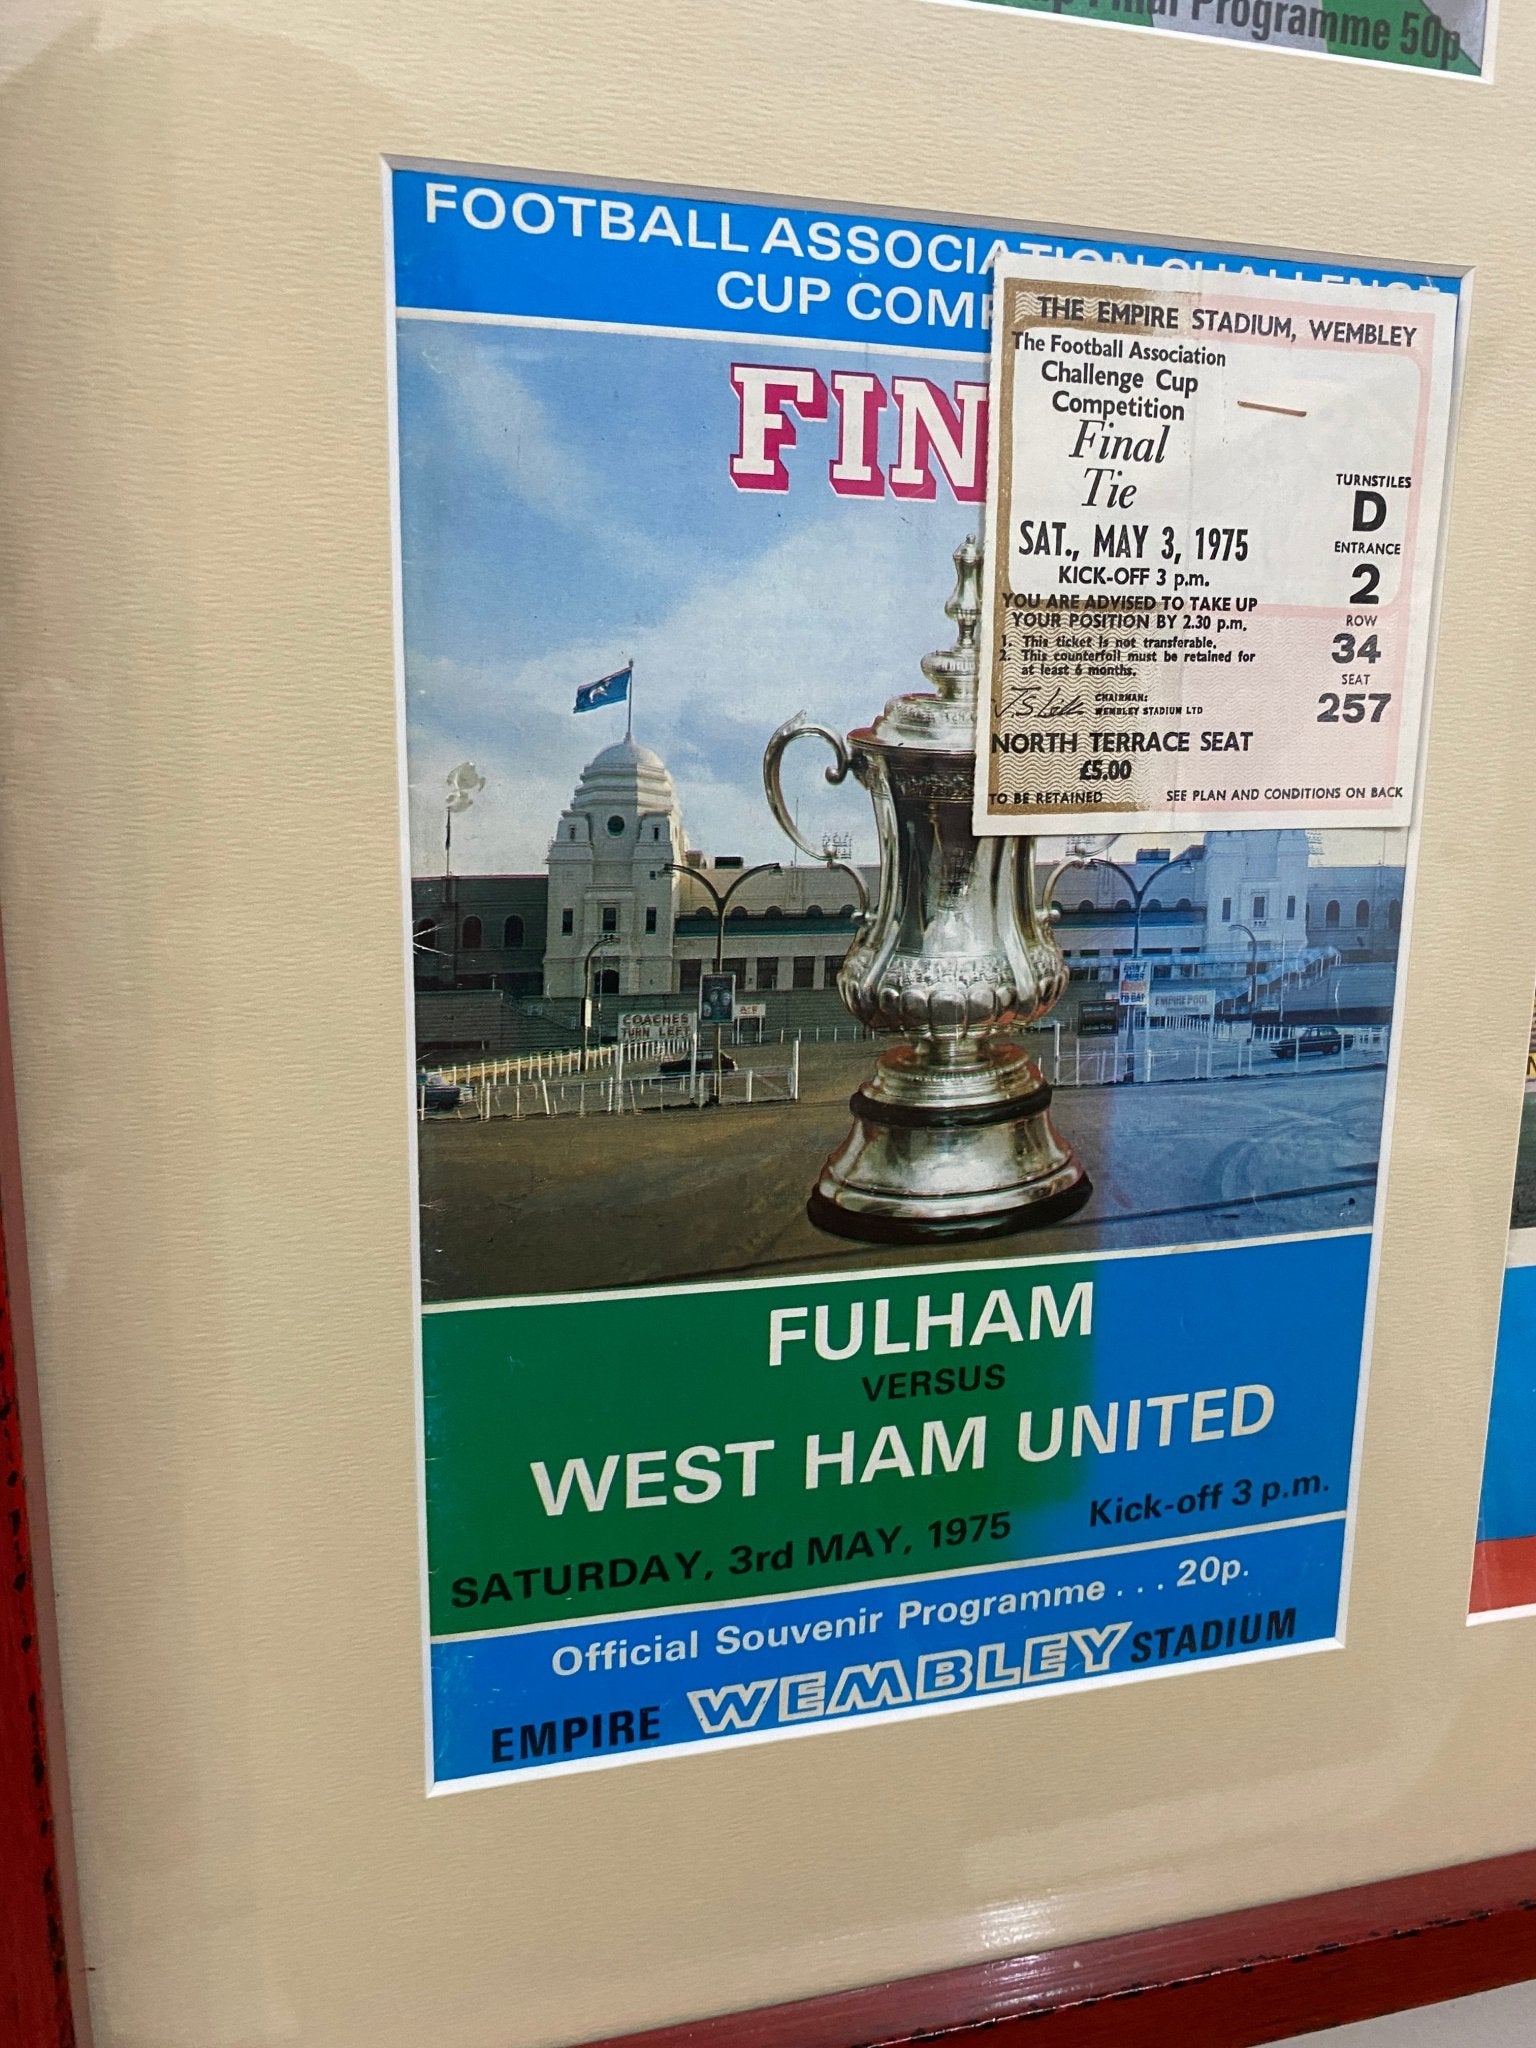 Final Programme 50p
FOOTBALL ASSOCIATION CHALLENGE
CUP COMP
FIN
THE EMPIRE STADIUM, WEMBLEY
The Football Association
Challenge Cup
Competition
Final
Tie
SAT., MAY 3, 1975
KICK-OFF 3 p.m.
YOU ARE ADVISED TO TAKE UP
YOUR POSITION BY 2.30 p.m.
1. This ticket is not transferable.
2. This counterfoil must be retained for
at least 6 months.
CHAIRMAN:
WEMBLEY STADIUM LTD
NORTH TERRACE SEAT
£5.00
TO BE RETAINED
TURNSTILES
D
ENTRANCE
2
ROW
34
SEAT
257
SEE PLAN AND CONDITIONS ON BACK
COACHES
TURN LEFT
EMPIRE POOL
FULHAM
VERSUS
WEST HAM UNITED
SATURDAY, 3rd MAY, 1975
Kick-off 3 p.m.
Official Souvenir Programme . . . 20p.
EMPIRE WEMBLEY STADIUM